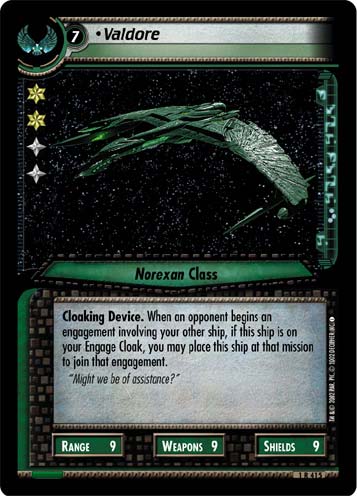 7 • Valdore
Norexan Class
Cloaking Device. When an opponent begins an
engagement involving your other ship, if this ship is
on your Engage Cloak, you may place this ship at that mission
to join that engagement.
"Might we be of assistance?"
RANGE 9 WEAPONS 9 SHIELDS 9
1 R 415